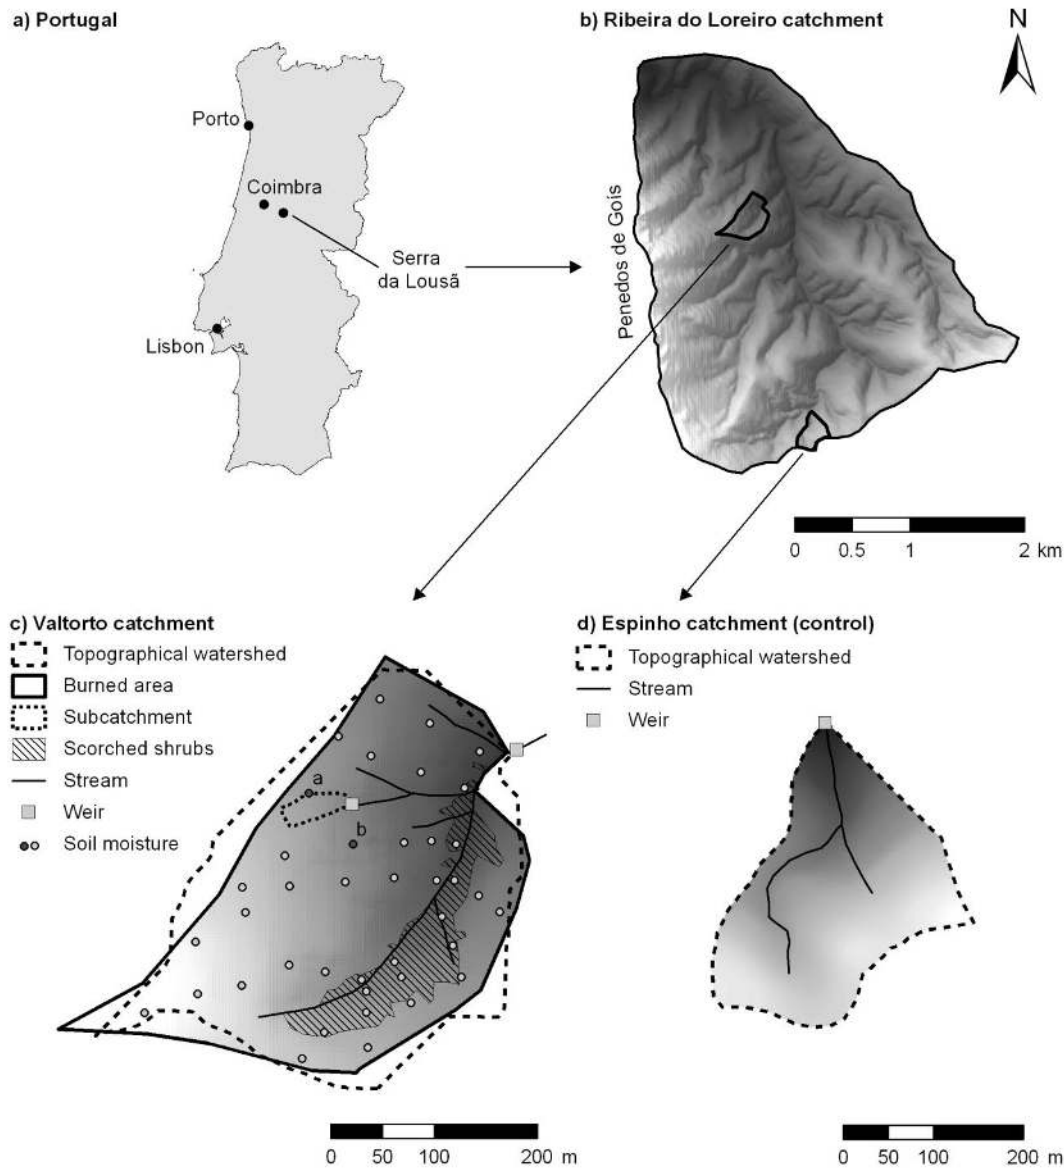 a) Portugal
Porto
Coimbra
Serra
da Lousã
Lisbon
b) Ribeira do Loreiro catchment
N
Penedos de Gois
0 0.5 1 2 km
c) Valtorto catchment
Topographical watershed
Burned area
Subcatchment
Scorched shrubs
Stream
Weir
Soil moisture
a
b
0 50 100 200 m
d) Espinho catchment (control)
Topographical watershed
Stream
Weir
0 50 100 200 m